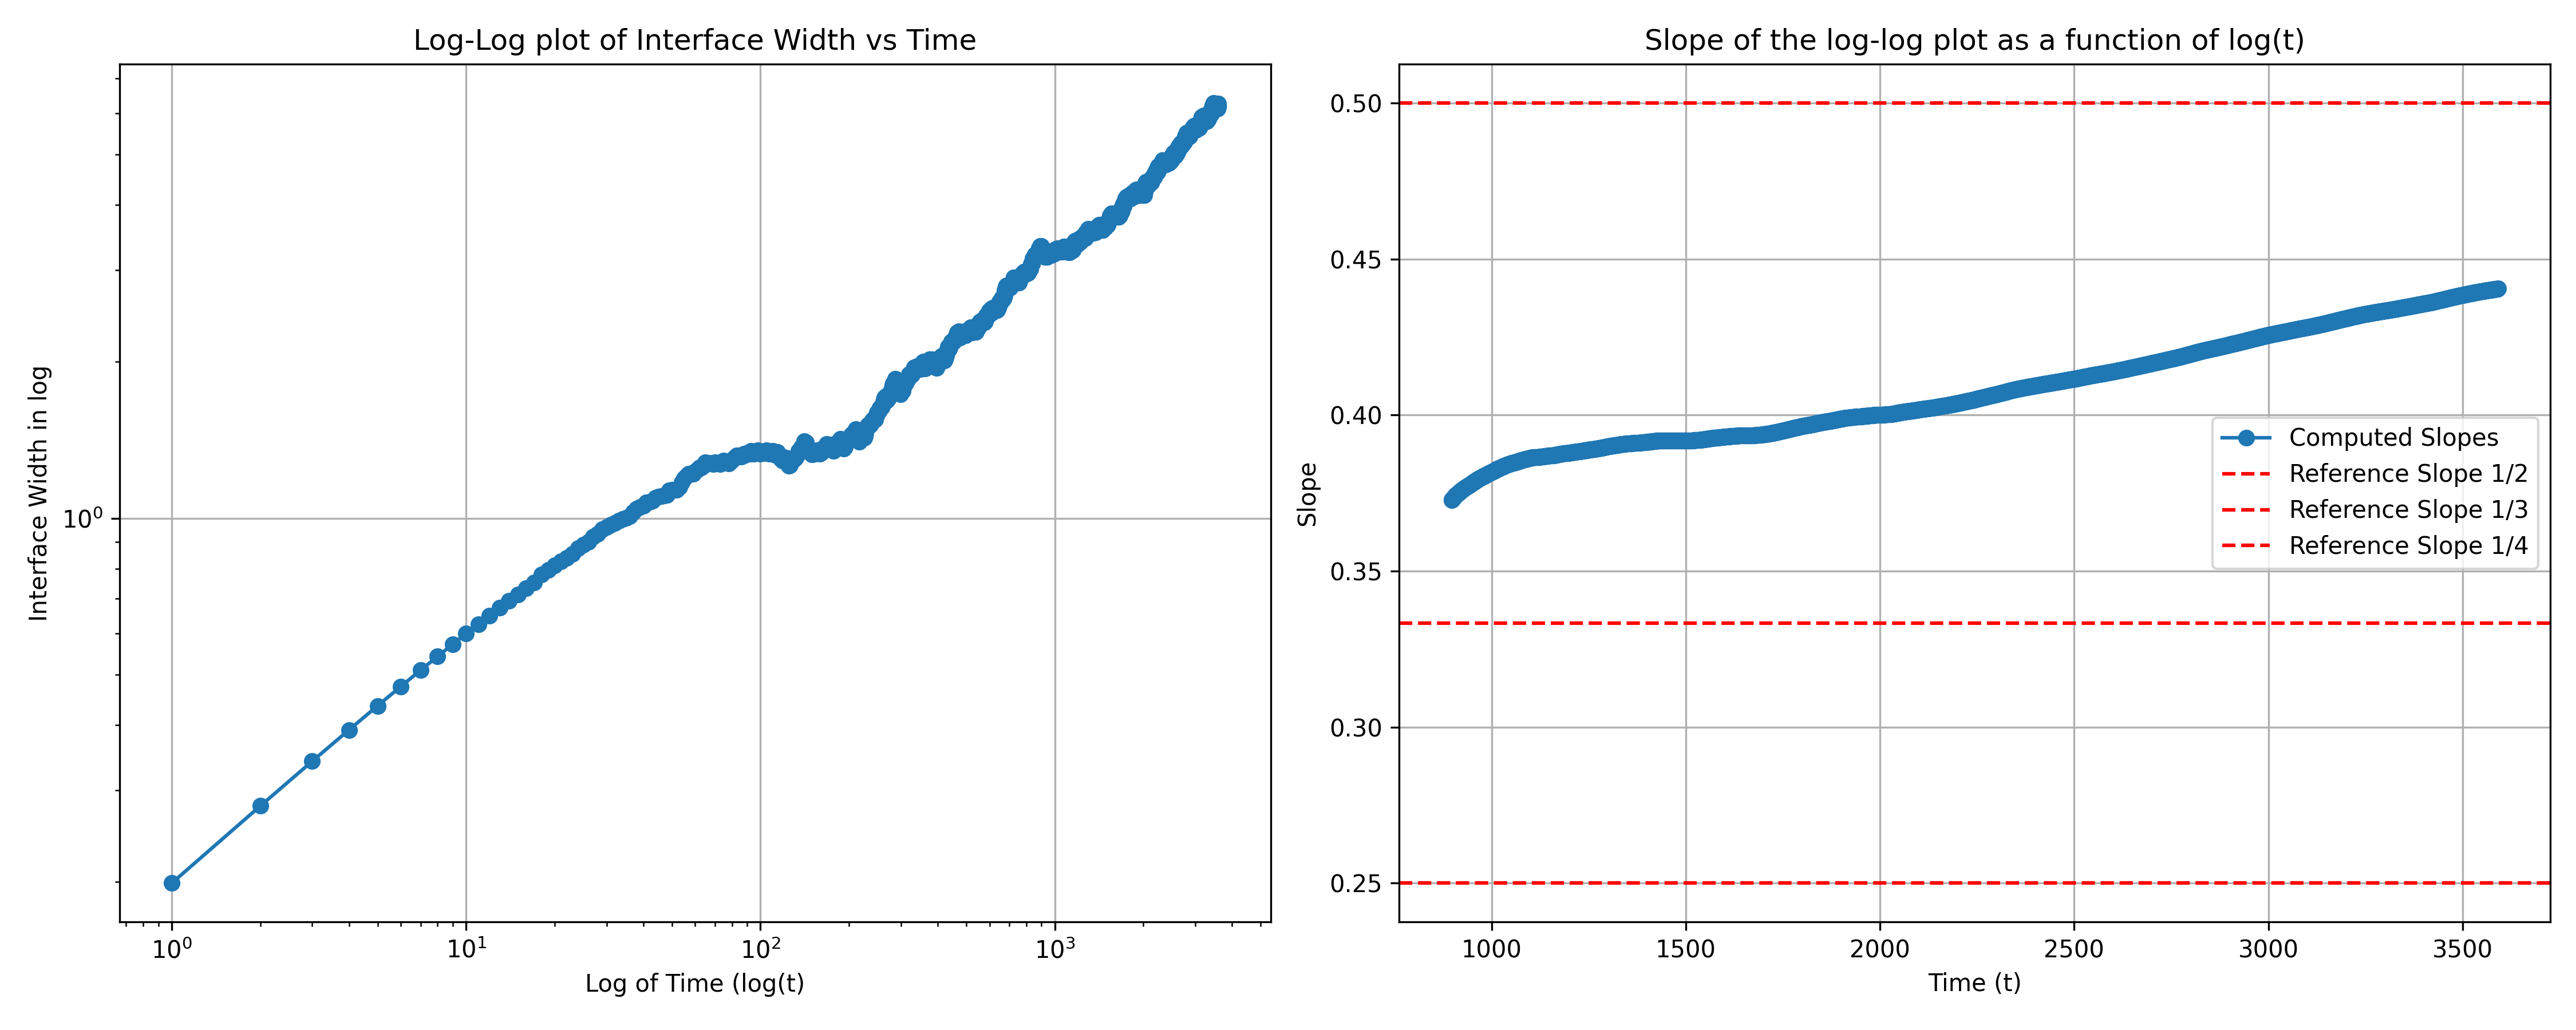 Log-Log plot of Interface Width vs Time
Interface Width in log
10⁰
10⁰
10¹
10²
10³
Log of Time (log(t)
Slope of the log-log plot as a function of log(t)
Slope
0.50
0.45
0.40
0.35
0.30
0.25
Computed Slopes
Reference Slope 1/2
Reference Slope 1/3
Reference Slope 1/4
1000
1500
2000
2500
3000
3500
Time (t)